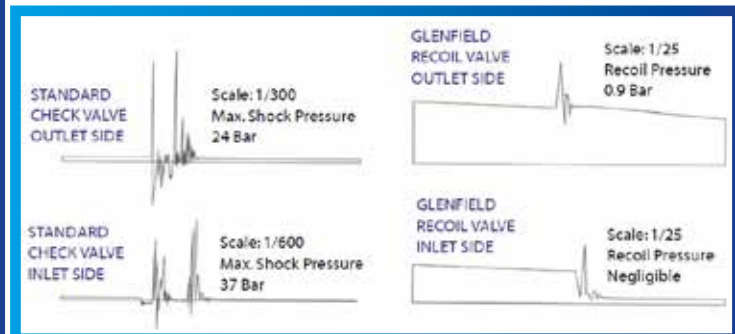 STANDARD
CHECK VALVE
OUTLET SIDE
Scale: 1/300
Max. Shock Pressure
24 Bar
GLENFIELD
RECOIL VALVE
OUTLET SIDE
Scale: 1/25
Recoil Pressure
0.9 Bar
STANDARD
CHECK VALVE
INLET SIDE
Scale: 1/600
Max. Shock Pressure
37 Bar
GLENFIELD
RECOIL VALVE
INLET SIDE
Scale: 1/25
Recoil Pressure
Negligible